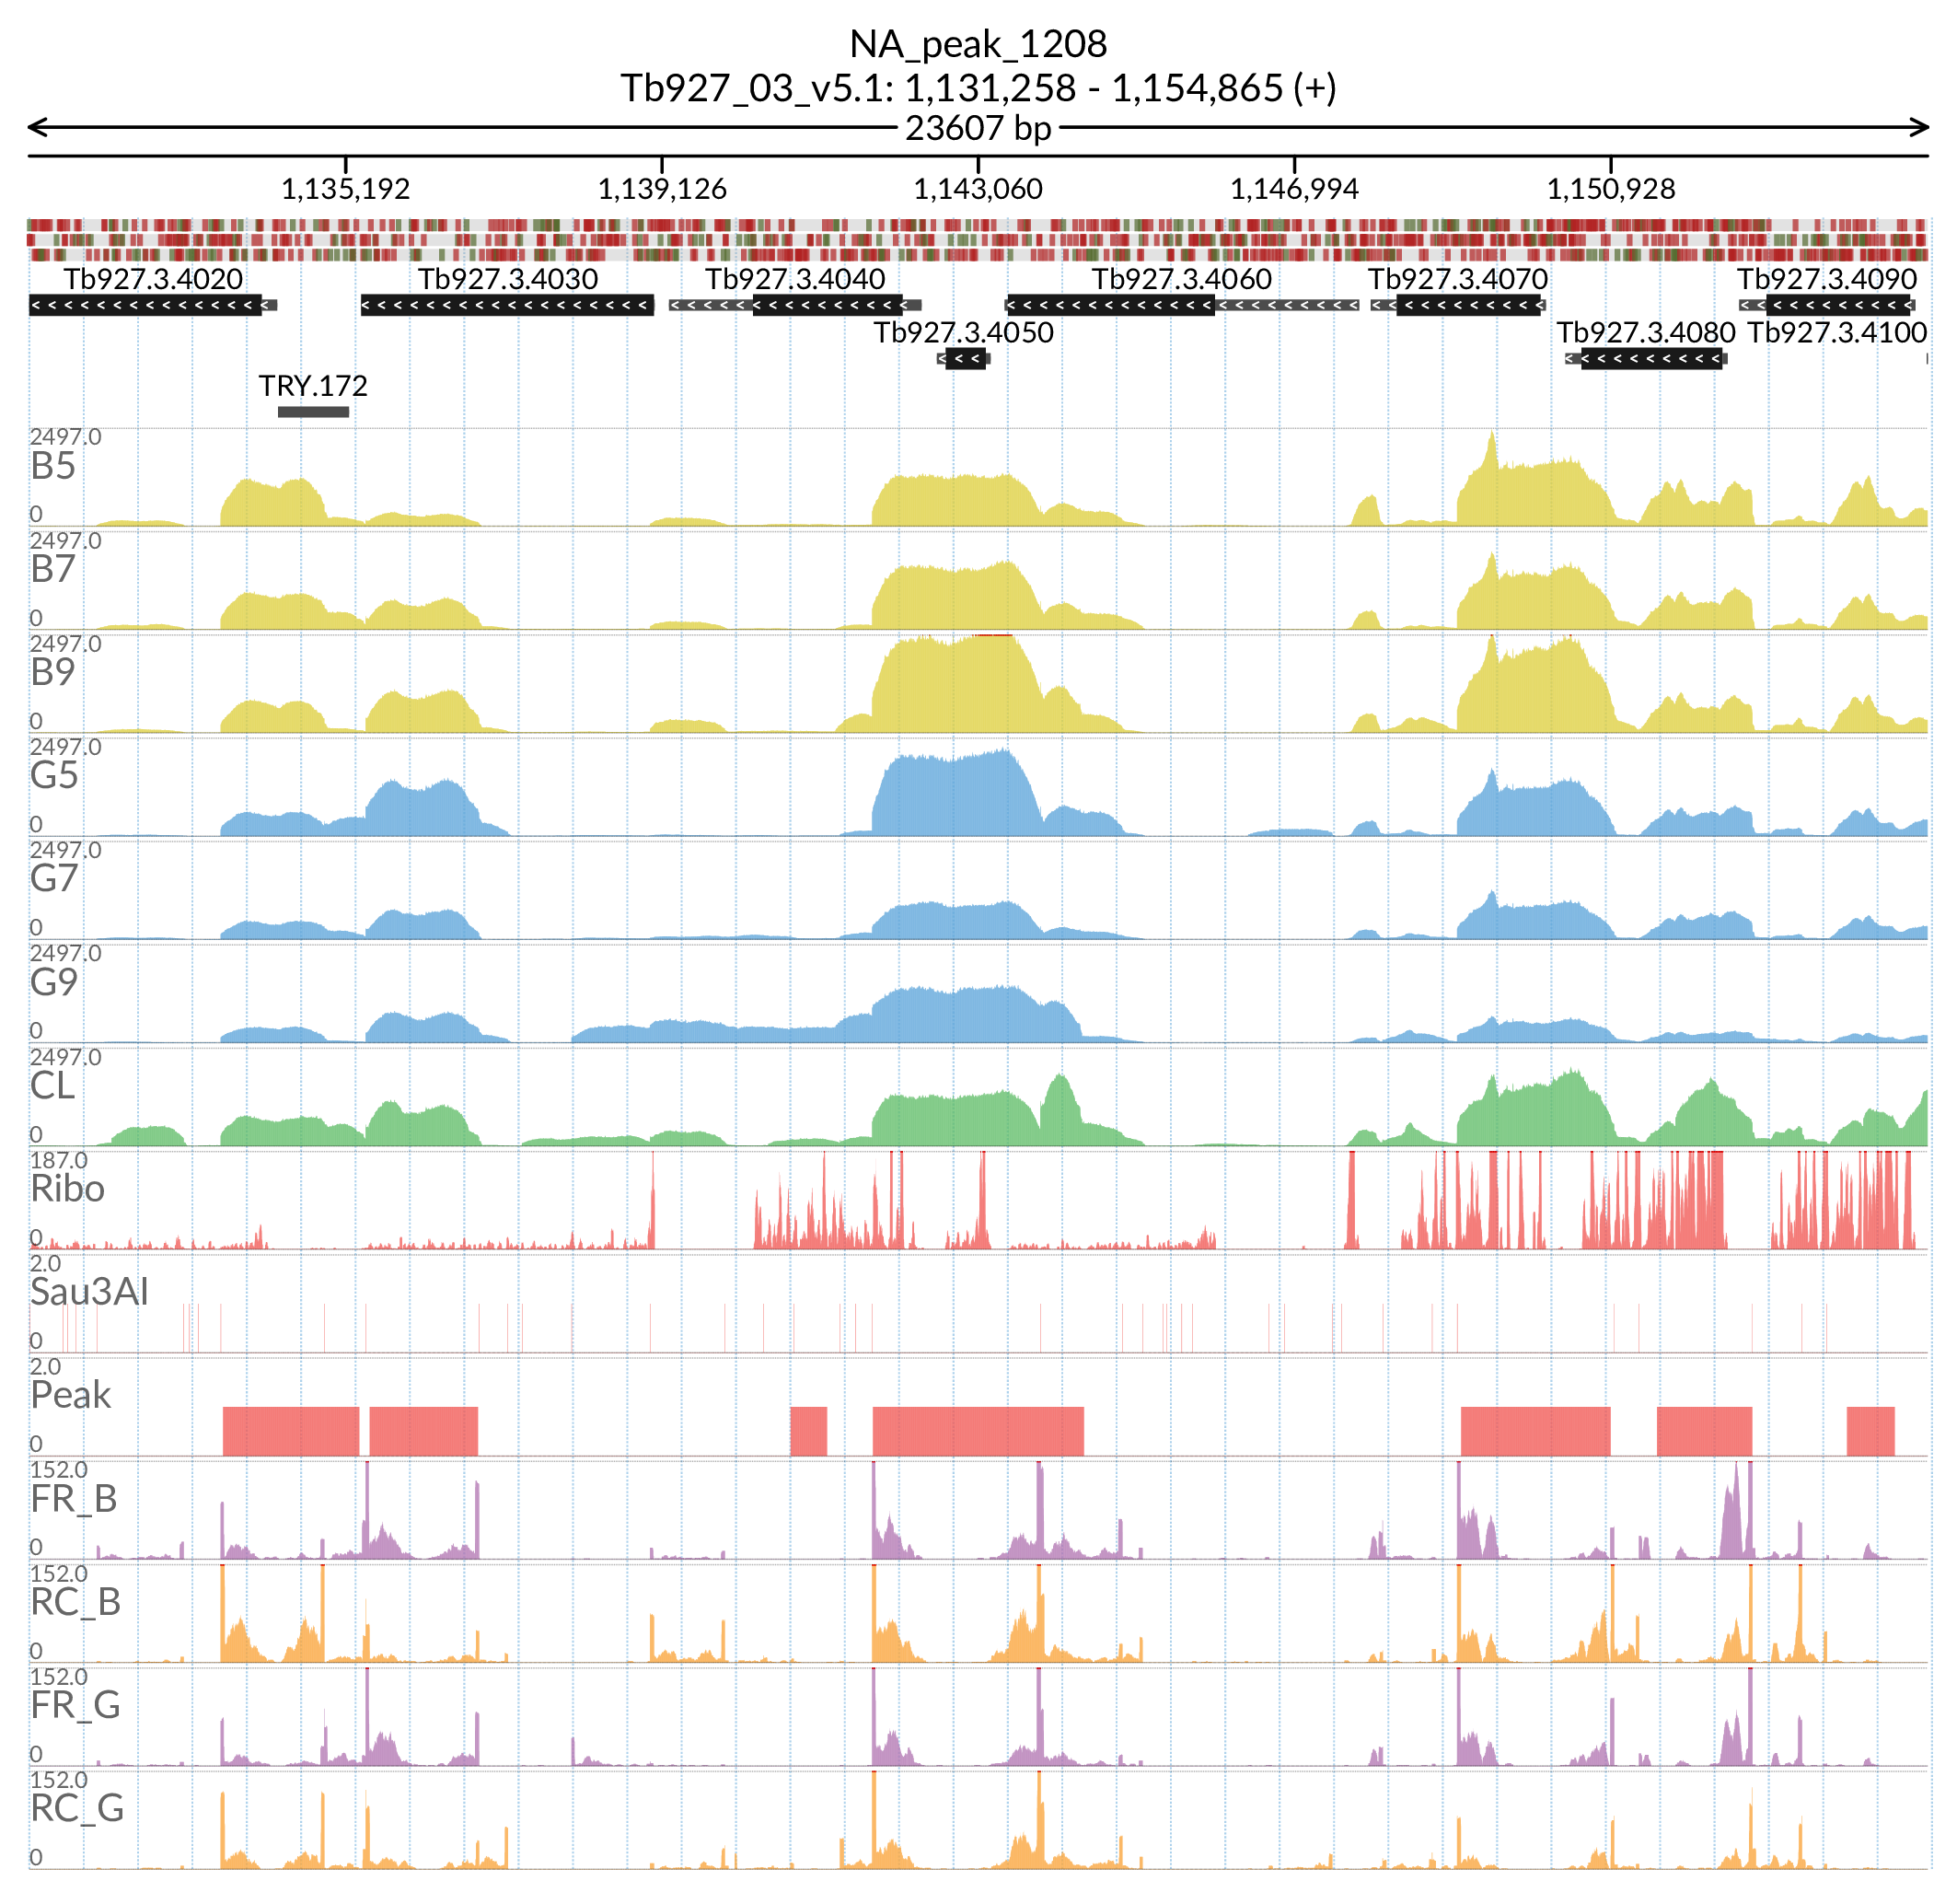 NA_peak_1208
Tb927_03_v5.1: 1,131,258 - 1,154,865 (+)
23607 bp
1,135,192 1,139,126 1,143,060 1,146,994 1,150,928
Tb927.3.4020 Tb927.3.4030 Tb927.3.4040 Tb927.3.4060 Tb927.3.4070 Tb927.3.4090
Tb927.3.4050 Tb927.3.4080 Tb927.3.4100
TRY.172
2497.0
B5
0
2497.0
B7
0
2497.0
B9
0
2497.0
G5
0
2497.0
G7
0
2497.0
G9
0
2497.0
CL
0
187.0
Ribo
0
2.0
Sau3AI
0
2.0
Peak
0
152.0
FR_B
0
152.0
RC_B
0
152.0
FR_G
0
152.0
RC_G
0